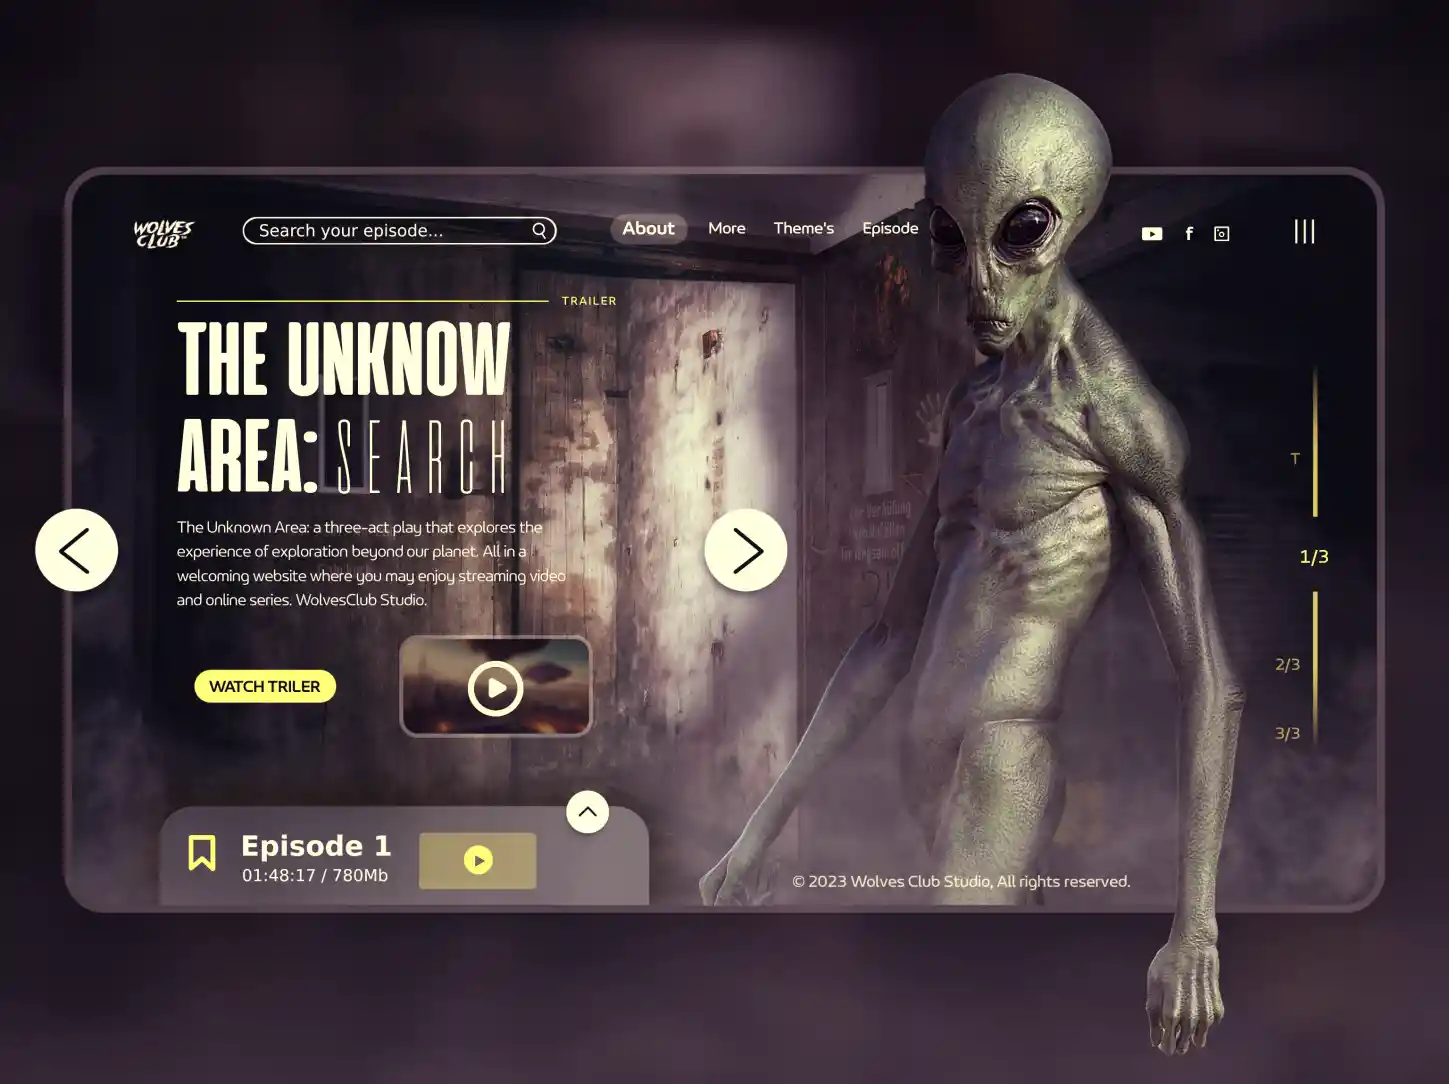 WOLVES
CLUB
Search your episode...
About
More
Theme's
Episode
TRAILER
THE UNKNOW
AREA: SEARCH
The Unknown Area: a three-act play that explores the
experience of exploration beyond our planet. All in a
welcoming website where you may enjoy streaming video
and online series. WolvesClub Studio.
T
1/3
2/3
3/3
WATCH TRILER
Episode 1
01:48:17 / 780Mb
© 2023 Wolves Club Studio, All rights reserved.